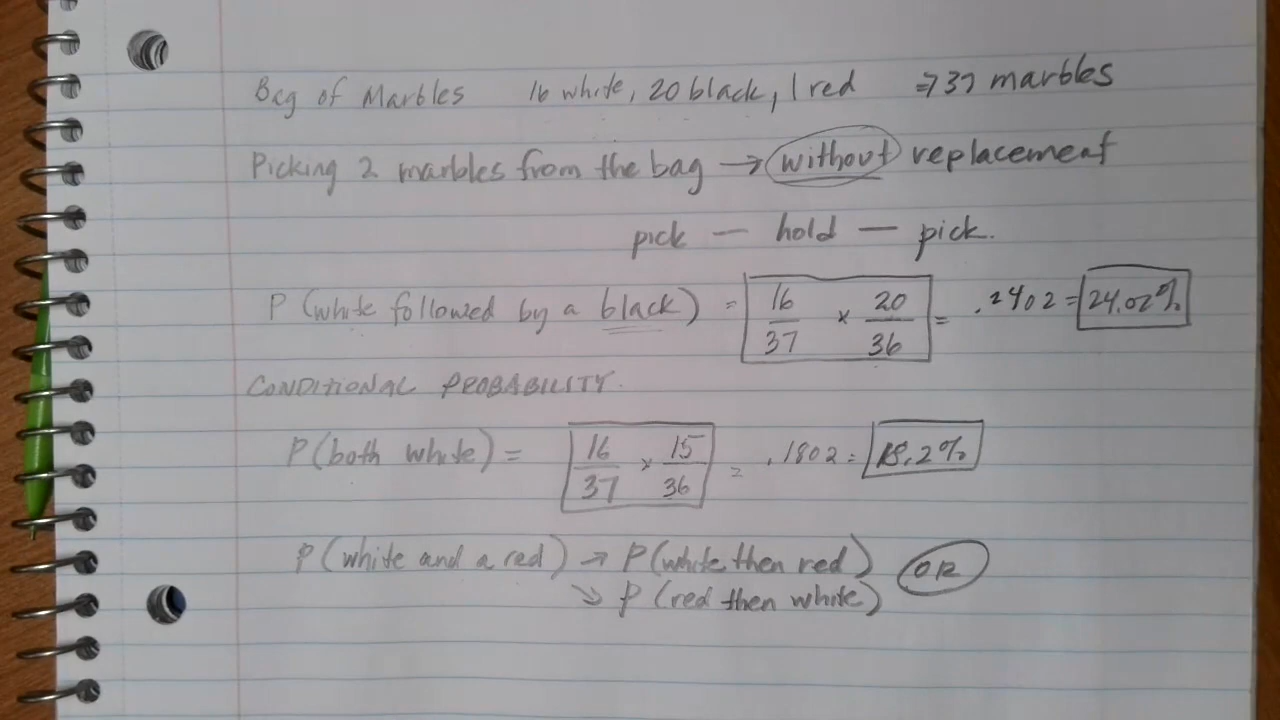 Bag of Marbles 16 white, 20 black, 1 red ⇒ 37 marbles
Picking 2 marbles from the bag → without replacement
pick — hold — pick.
P (white followed by a black) = 16/37 × 20/36 = .2402 = 24.02%
CONDITIONAL PROBABILITY.
P(both white) = 16/37 × 15/36 = .1802 = 18.2%
P(white and a red) → P(white then red) OR
↘ P(red then white)